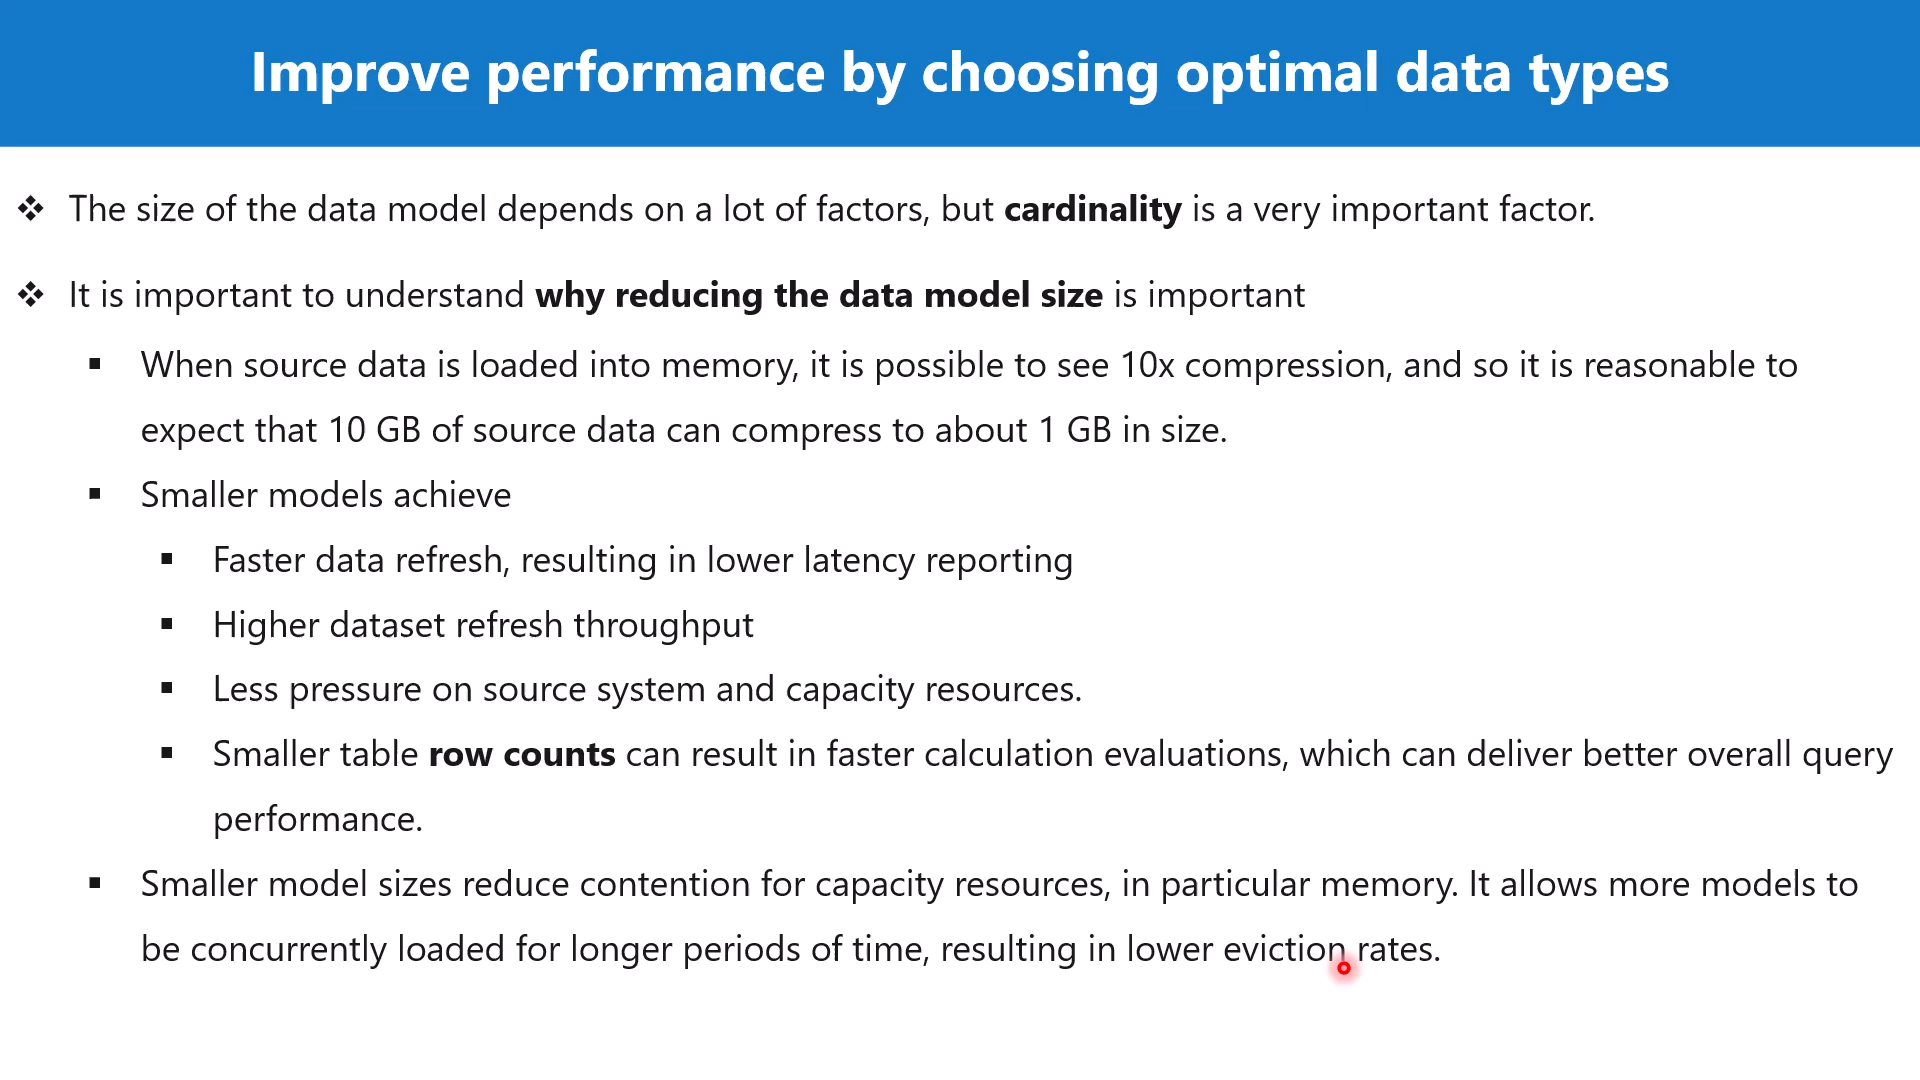 Improve performance by choosing optimal data types
❖ The size of the data model depends on a lot of factors, but cardinality is a very important factor.
❖ It is important to understand why reducing the data model size is important
▪ When source data is loaded into memory, it is possible to see 10x compression, and so it is reasonable to
expect that 10 GB of source data can compress to about 1 GB in size.
▪ Smaller models achieve
▪ Faster data refresh, resulting in lower latency reporting
▪ Higher dataset refresh throughput
▪ Less pressure on source system and capacity resources.
▪ Smaller table row counts can result in faster calculation evaluations, which can deliver better overall query
performance.
▪ Smaller model sizes reduce contention for capacity resources, in particular memory. It allows more models to
be concurrently loaded for longer periods of time, resulting in lower eviction rates.